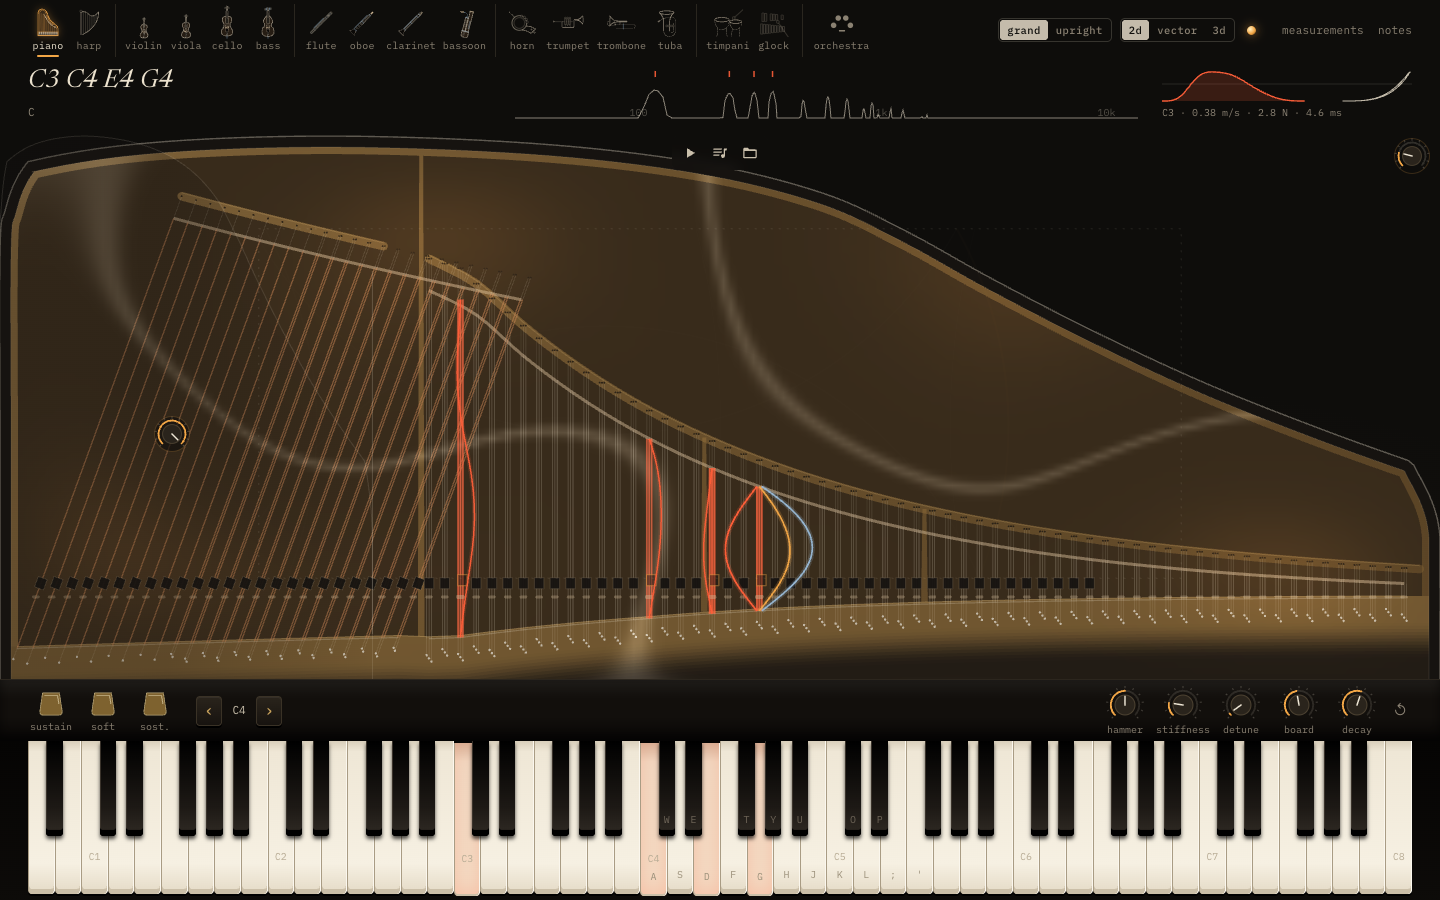 piano harp violin viola cello bass flute oboe clarinet bassoon horn trumpet trombone tuba timpani glock orchestra
grand upright 2d vector 3d measurements notes
C3 C4 E4 G4
C
100 1k 10k
C3 · 0.38 m/s · 2.8 N · 4.6 ms
sustain soft sost. C4 hammer stiffness detune board decay
W E T Y U O P
C1 C2 C3 C4 C5 C6 C7 C8
A S D F G H J K L ; '